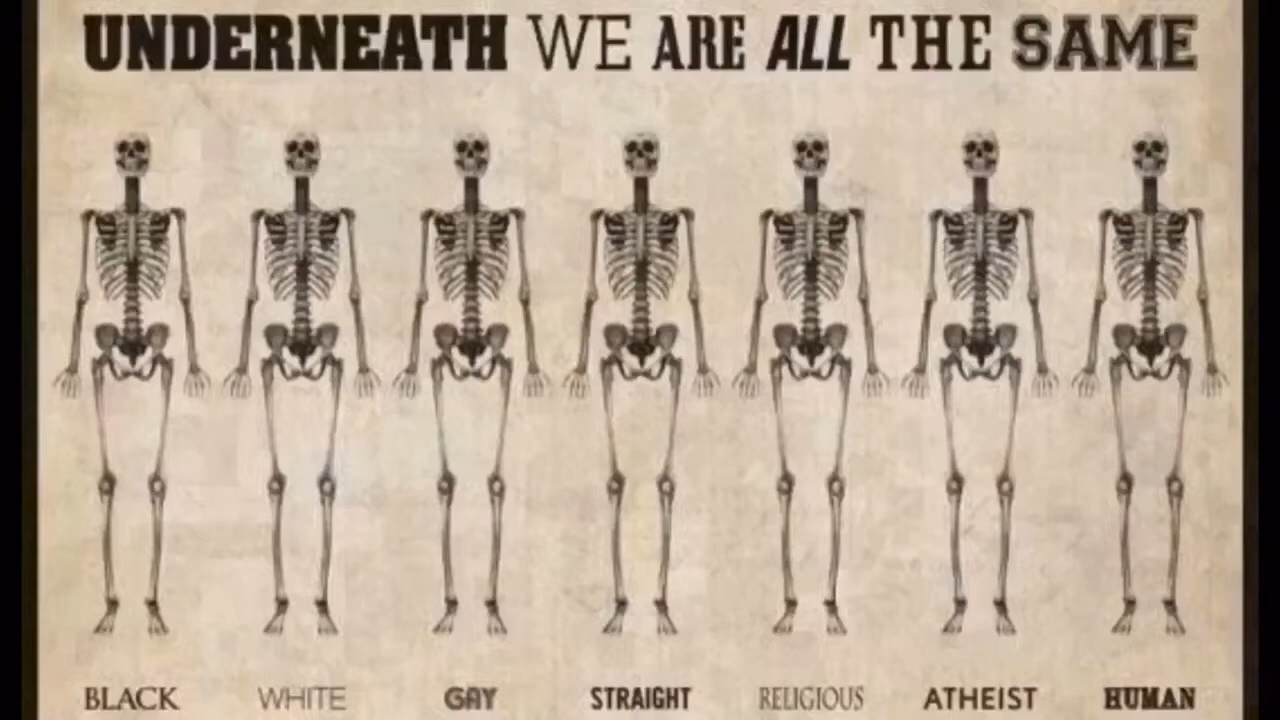 UNDERNEATH WE ARE ALL THE SAME
BLACK WHITE GAY STRAIGHT RELIGIOUS ATHEIST HUMAN